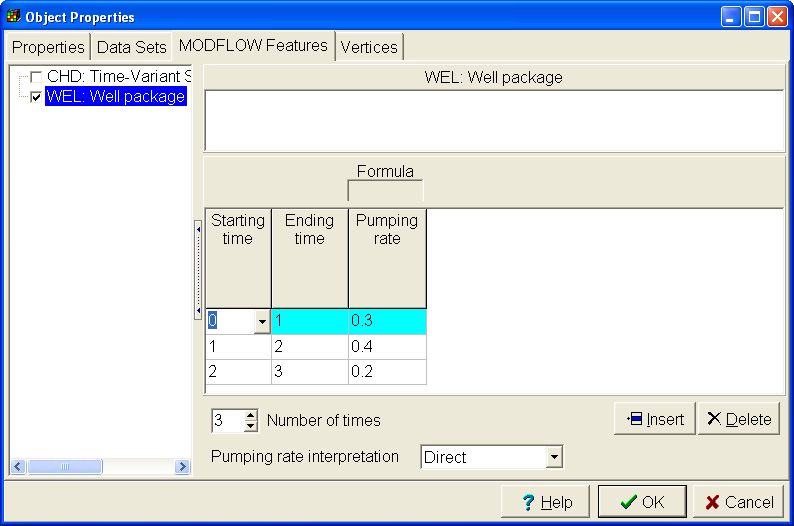 Object Properties
Properties Data Sets MODFLOW Features Vertices
CHD: Time-Variant S
WEL: Well package
WEL: Well package
Formula
Starting time Ending time Pumping rate
0 1 0.3
1 2 0.4
2 3 0.2
3 Number of times
Insert Delete
Pumping rate interpretation Direct
? Help OK Cancel